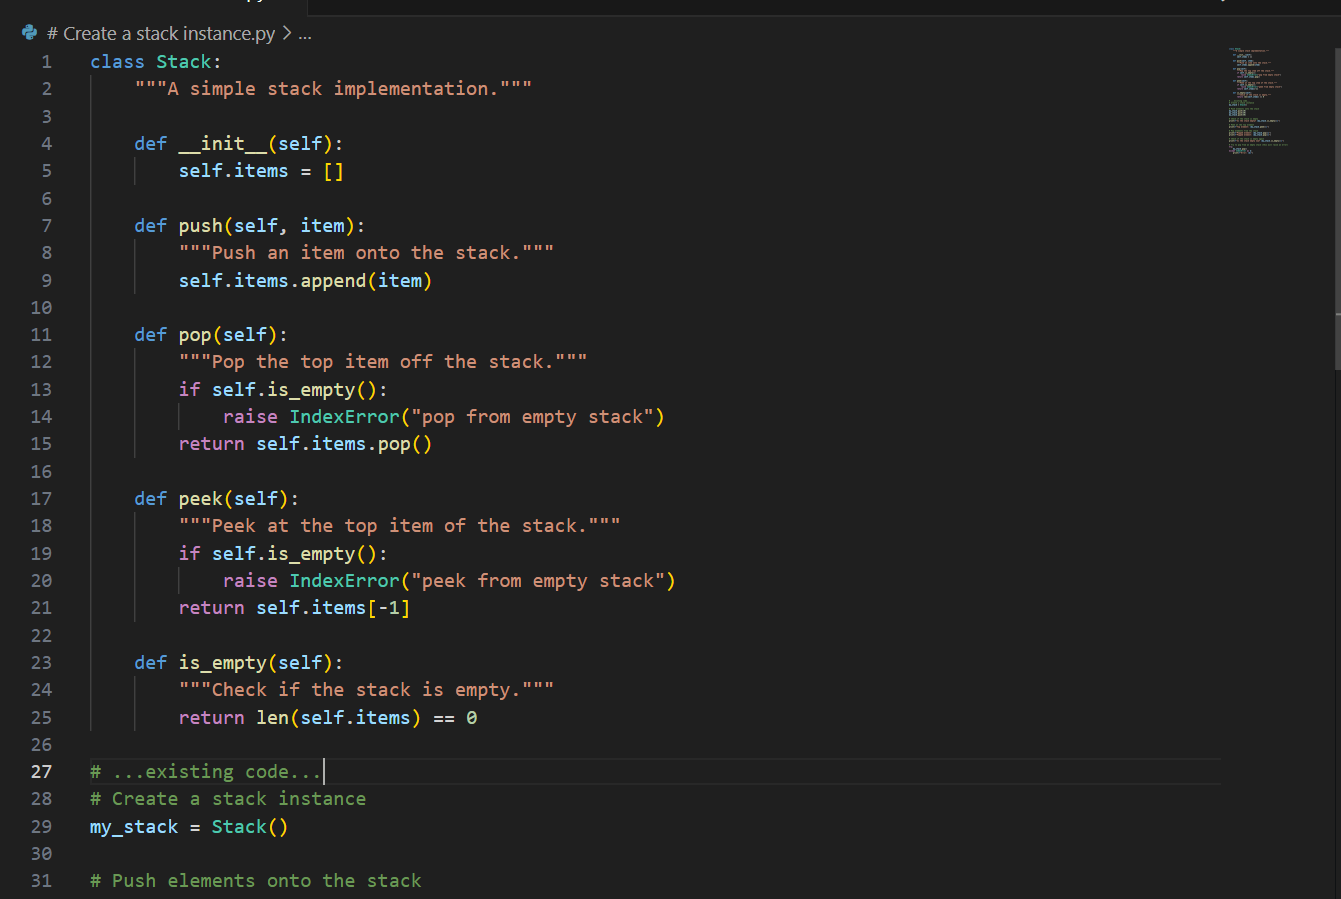 # Create a stack instance.py > ...
1 class Stack:
2     """A simple stack implementation."""
3
4     def __init__(self):
5         self.items = []
6
7     def push(self, item):
8         """Push an item onto the stack."""
9         self.items.append(item)
10
11     def pop(self):
12         """Pop the top item off the stack."""
13         if self.is_empty():
14             raise IndexError("pop from empty stack")
15         return self.items.pop()
16
17     def peek(self):
18         """Peek at the top item of the stack."""
19         if self.is_empty():
20             raise IndexError("peek from empty stack")
21         return self.items[-1]
22
23     def is_empty(self):
24         """Check if the stack is empty."""
25         return len(self.items) == 0
26
27 # ...existing code...
28 # Create a stack instance
29 my_stack = Stack()
30
31 # Push elements onto the stack